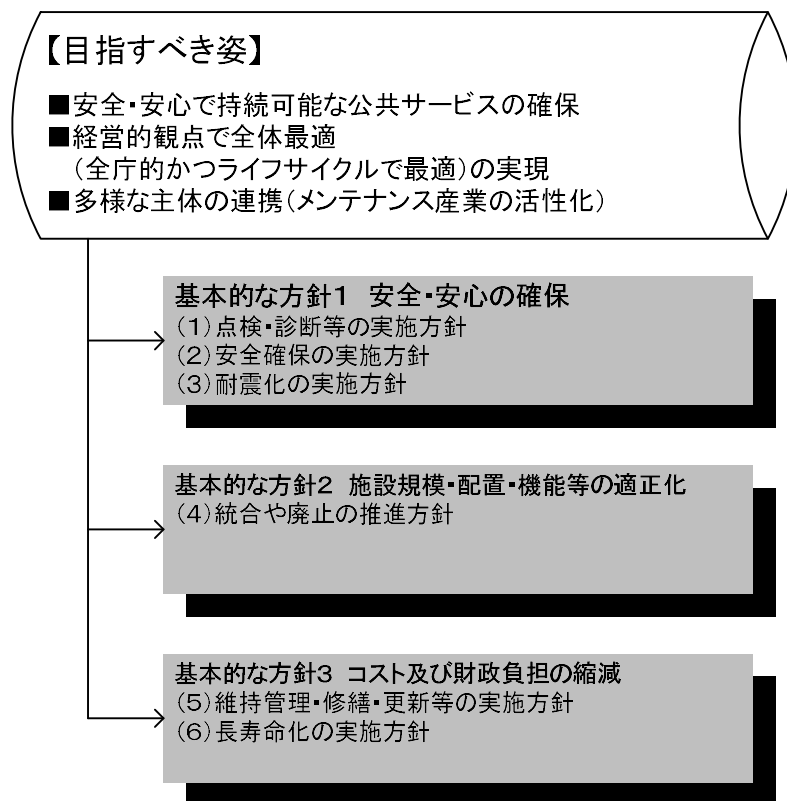 【目指すべき姿】
■安全・安心で持続可能な公共サービスの確保
■経営的観点で全体最適
（全庁的かつライフサイクルで最適）の実現
■多様な主体の連携（メンテナンス産業の活性化）
基本的な方針１　安全・安心の確保
（１）点検・診断等の実施方針
（２）安全確保の実施方針
（３）耐震化の実施方針
基本的な方針２　施設規模・配置・機能等の適正化
（４）統合や廃止の推進方針
基本的な方針３　コスト及び財政負担の縮減
（５）維持管理・修繕・更新等の実施方針
（６）長寿命化の実施方針